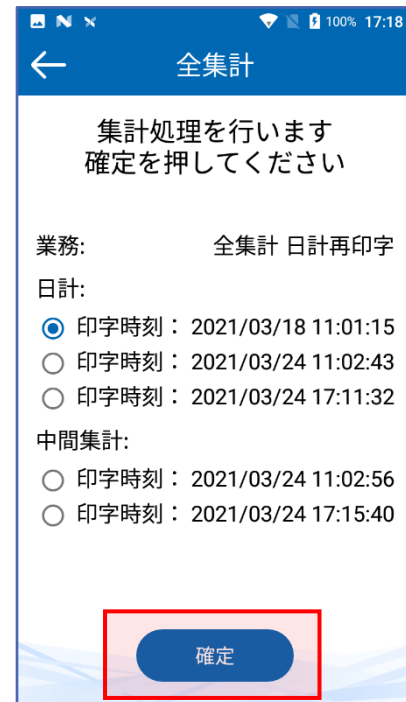 100% 17:18
全集計
集計処理を行います
確定を押してください
業務: 全集計 日計再印字
日計:
印字時刻： 2021/03/18 11:01:15
印字時刻： 2021/03/24 11:02:43
印字時刻： 2021/03/24 17:11:32
中間集計:
印字時刻： 2021/03/24 11:02:56
印字時刻： 2021/03/24 17:15:40
確定